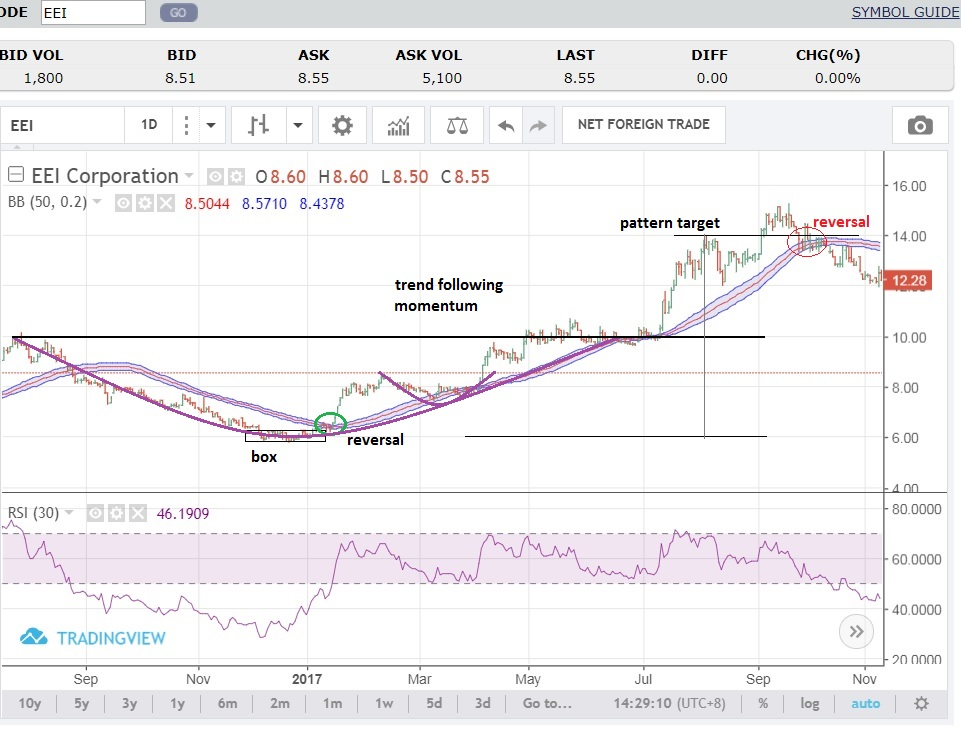 ODE EEI GO SYMBOL GUIDE
BID VOL BID ASK ASK VOL LAST DIFF CHG(%)
1,800 8.51 8.55 5,100 8.55 0.00 0.00%
EEI 1D NET FOREIGN TRADE
EEI Corporation O8.60 H8.60 L8.50 C8.55
BB (50, 0.2) 8.5044 8.5710 8.4378
16.00
pattern target reversal
14.00
trend following
momentum
12.28
12.00
10.00
8.00
6.00
reversal
box
4.00
RSI (30) 46.1909
80.0000
60.0000
40.0000
TRADINGVIEW
20.0000
Sep Nov 2017 Mar May Jul Sep Nov
10y 5y 3y 1y 6m 2m 1m 1w 5d 3d Go to... 14:29:10 (UTC+8) % log auto